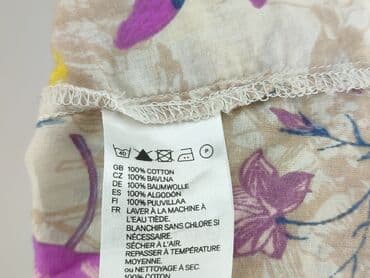 40 P
GB 100% COTTON
CZ 100% BAVLNA
DE 100% BAUMWOLLE
ES 100% ALGODÓN
FI 100% PUUVILLAA
FR LAVER À LA MACHINE À
L'EAU TIÈDE.
BLANCHIR SANS CHLORE SI
NÉCESSAIRE.
SÉCHER À L'AIR.
REPASSER À TEMPÉRATURE
MOYENNE.
OU NETTOYAGE À SEC
100% COTON